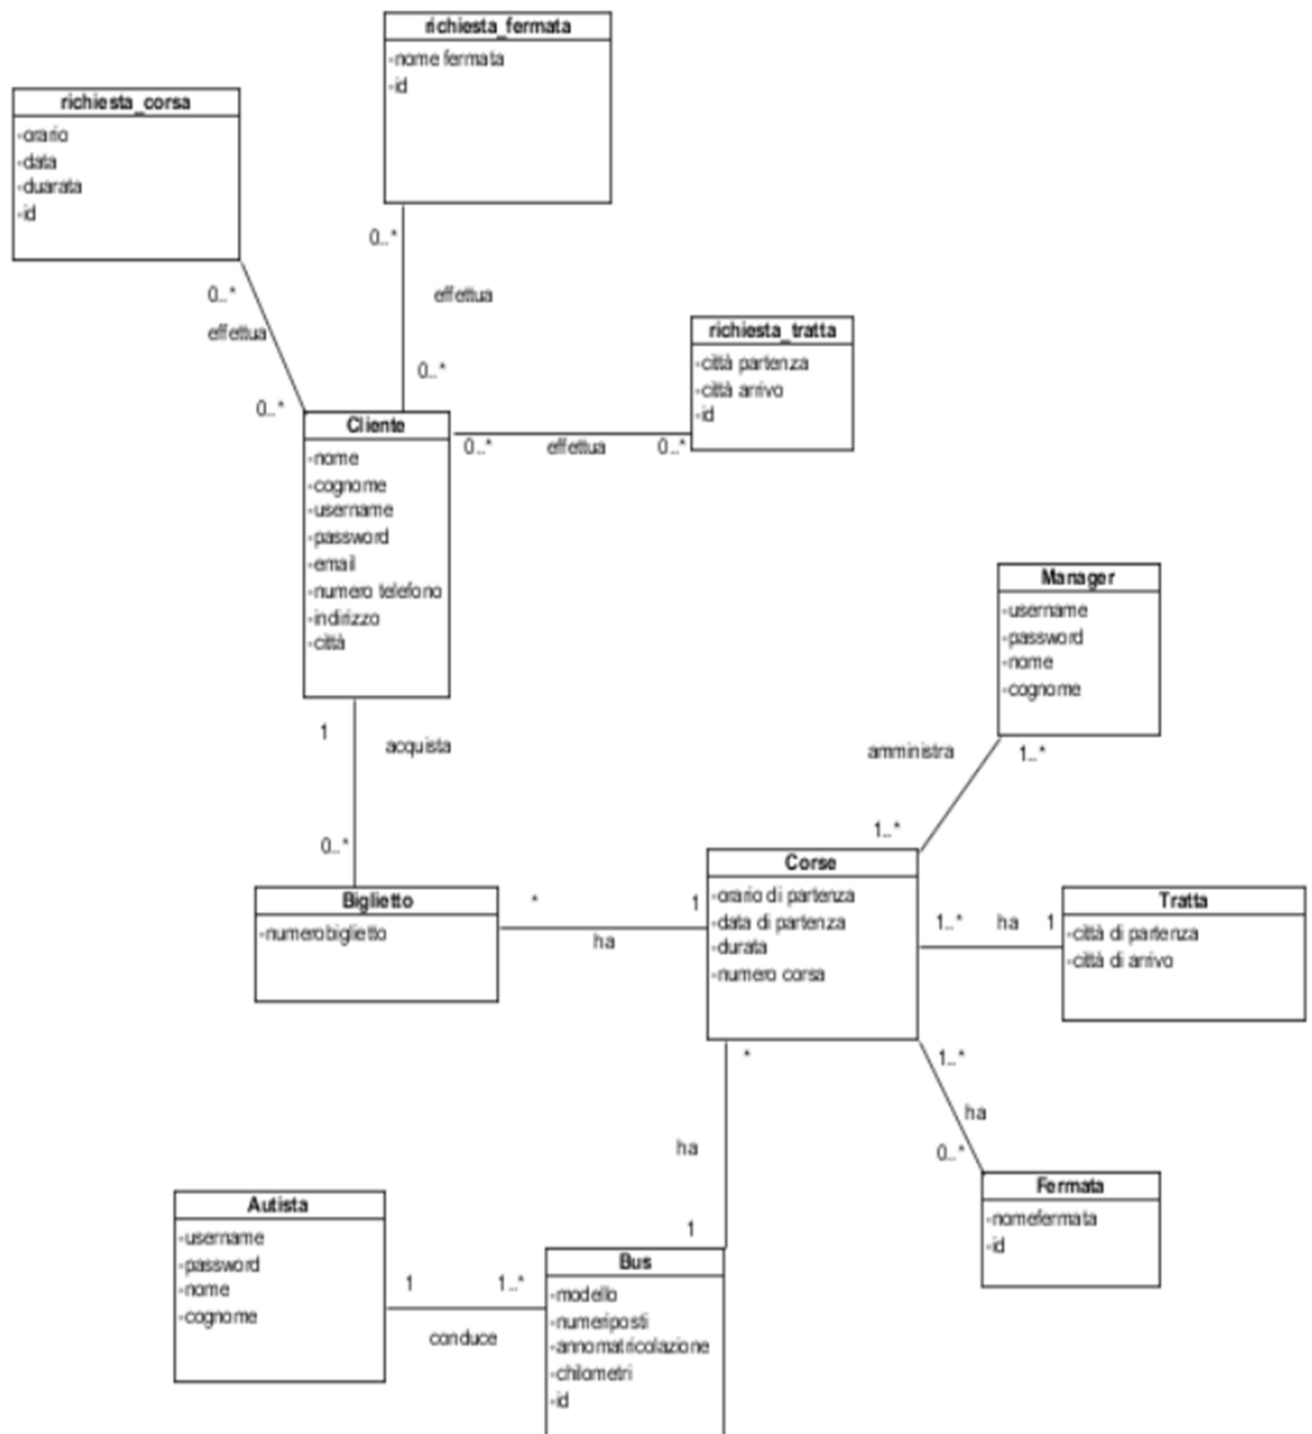 richiesta_fermata
-nome fermata
-id
richiesta_corsa
-orario
-data
-duarata
-id
0..*
effettua
0..*
0..*
effettua
0..*
richiesta_tratta
-città partenza
-città arrivo
-id
0..*
effettua
0..*
Cliente
-nome
-cognome
-username
-password
-email
-numero telefono
-indirizzo
-città
Manager
-username
-password
-nome
-cognome
1
acquista
0..*
amministra
1..*
1..*
Biglietto
-numerobiglietto
*
ha
1
Corse
-orario di partenza
-data di partenza
-durata
-numero corsa
1..*
ha
1
Tratta
-città di partenza
-città di arrivo
*
ha
1
1..*
ha
0..*
Fermata
-nomefermata
-id
Autista
-username
-password
-nome
-cognome
1
1..*
conduce
Bus
-modello
-numeriposti
-annomatricolazione
-chilometri
-id